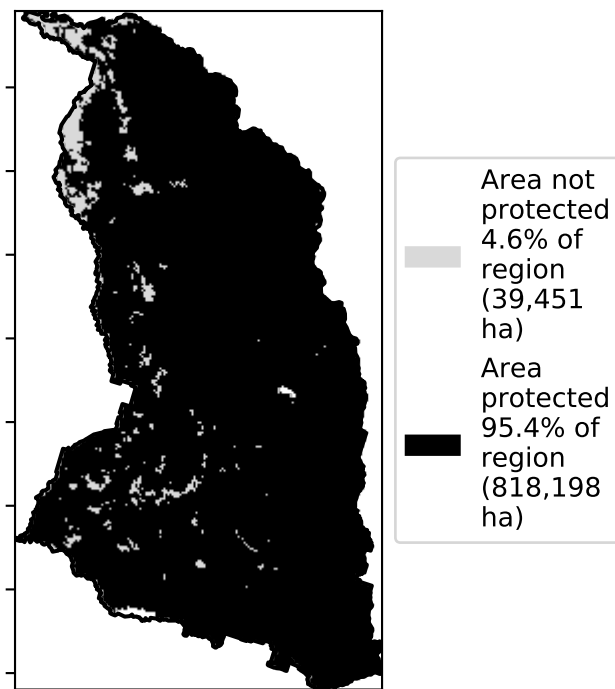 Area not
protected
4.6% of
region
(39,451
ha)
Area
protected
95.4% of
region
(818,198
ha)